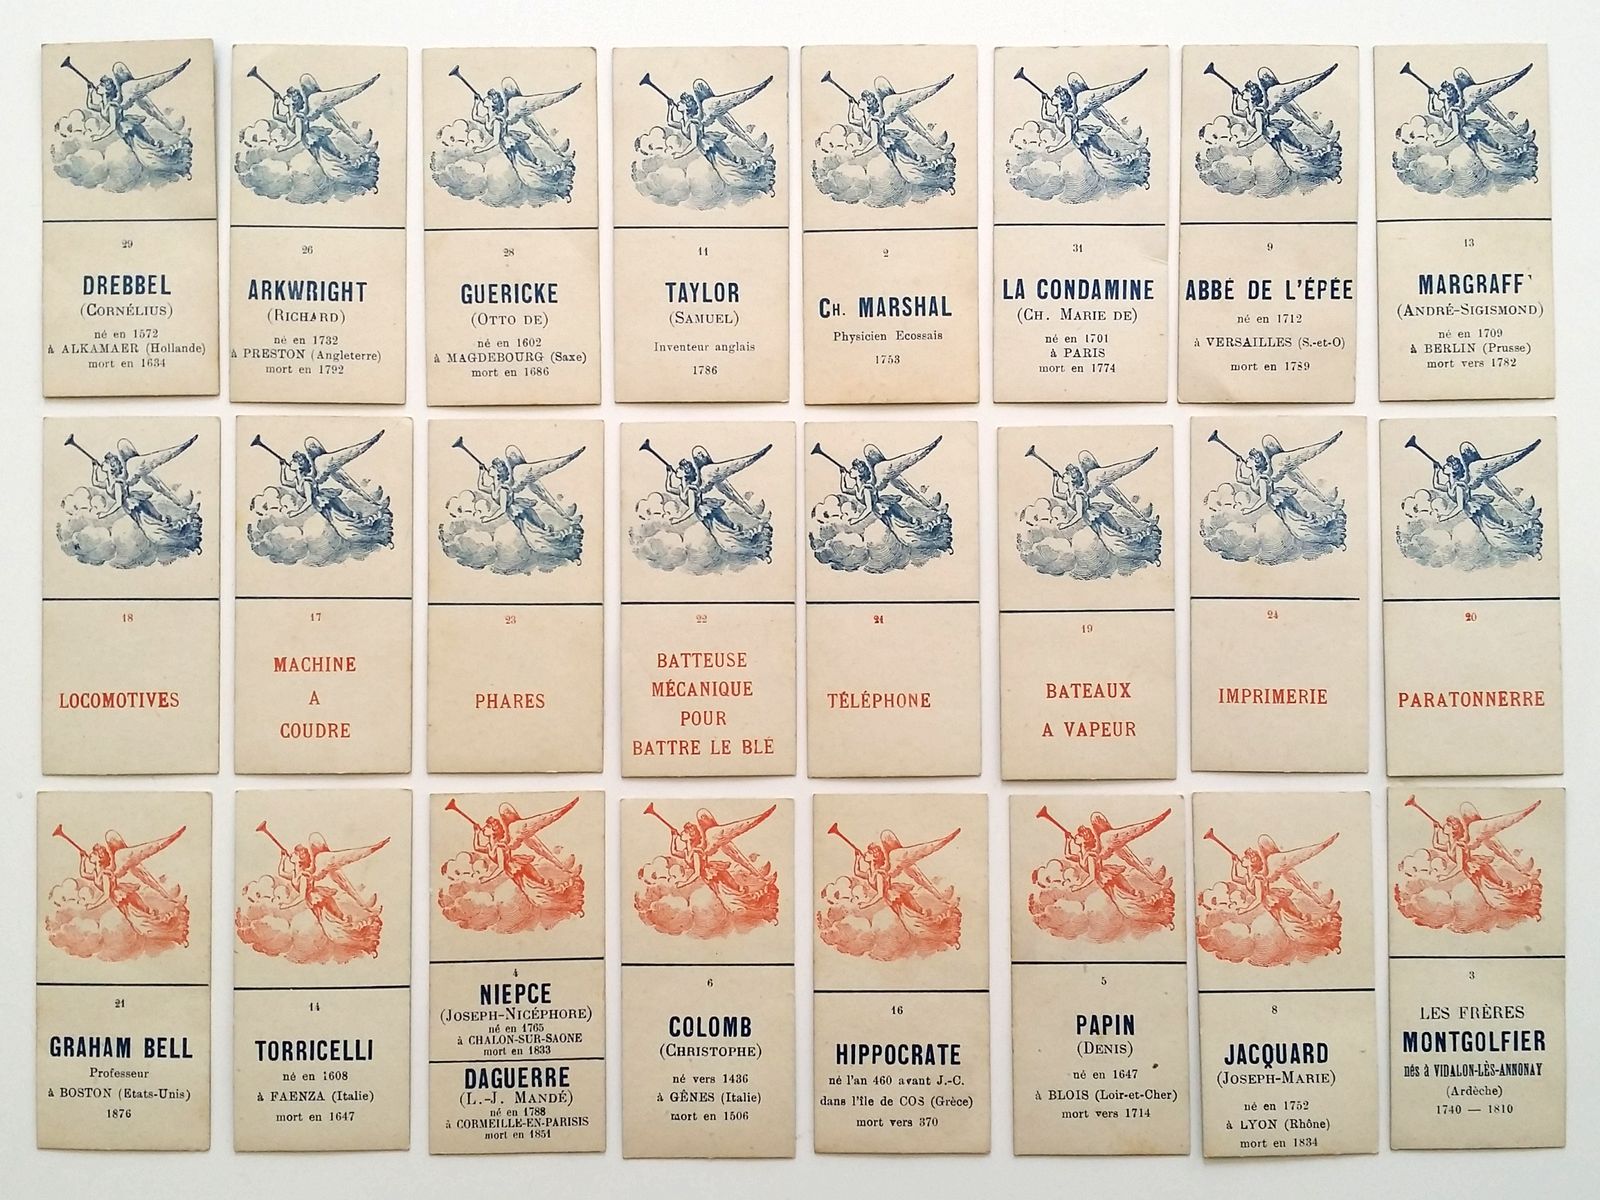 29
DREBBEL
(CORNÉLIUS)
né en 1572
à ALKAMAER (Hollande)
mort en 1634
26
ARKWRIGHT
(RICHARD)
né en 1732
à PRESTON (Angleterre)
mort en 1792
28
GUERICKE
(OTTO DE)
né en 1602
à MAGDEBOURG (Saxe)
mort en 1686
11
TAYLOR
(SAMUEL)
Inventeur anglais
1786
2
CH. MARSHAL
Physicien Ecossais
1753
31
LA CONDAMINE
(CH. MARIE DE)
né en 1701
à PARIS
mort en 1774
9
ABBÉ DE L'ÉPÉE
né en 1712
à VERSAILLES (S.-et-O)
mort en 1789
13
MARGRAFF
(ANDRÉ-SIGISMOND)
né en 1709
à BERLIN (Prusse)
mort vers 1782
18
LOCOMOTIVES
17
MACHINE
A
COUDRE
23
PHARES
22
BATTEUSE
MÉCANIQUE
POUR
BATTRE LE BLÉ
21
TÉLÉPHONE
19
BATEAUX
A VAPEUR
24
IMPRIMERIE
20
PARATONNERRE
21
GRAHAM BELL
Professeur
à BOSTON (Etats-Unis)
1876
14
TORRICELLI
né en 1608
à FAENZA (Italie)
mort en 1647
4
NIEPCE
(JOSEPH-NICÉPHORE)
né en 1765
à CHALON-SUR-SAONE
mort en 1833
DAGUERRE
(L.-J. MANDÉ)
né en 1788
à CORMEILLE-EN-PARISIS
mort en 1851
6
COLOMB
(CHRISTOPHE)
né vers 1436
à GÊNES (Italie)
mort en 1506
16
HIPPOCRATE
né l'an 460 avant J.-C.
dans l'île de COS (Grèce)
mort vers 370
5
PAPIN
(DENIS)
né en 1647
à BLOIS (Loir-et-Cher)
mort vers 1714
8
JACQUARD
(JOSEPH-MARIE)
né en 1752
à LYON (Rhône)
mort en 1834
3
LES FRÈRES
MONTGOLFIER
nés à VIDALON-LÈS-ANNONAY
(Ardèche)
1740 — 1810